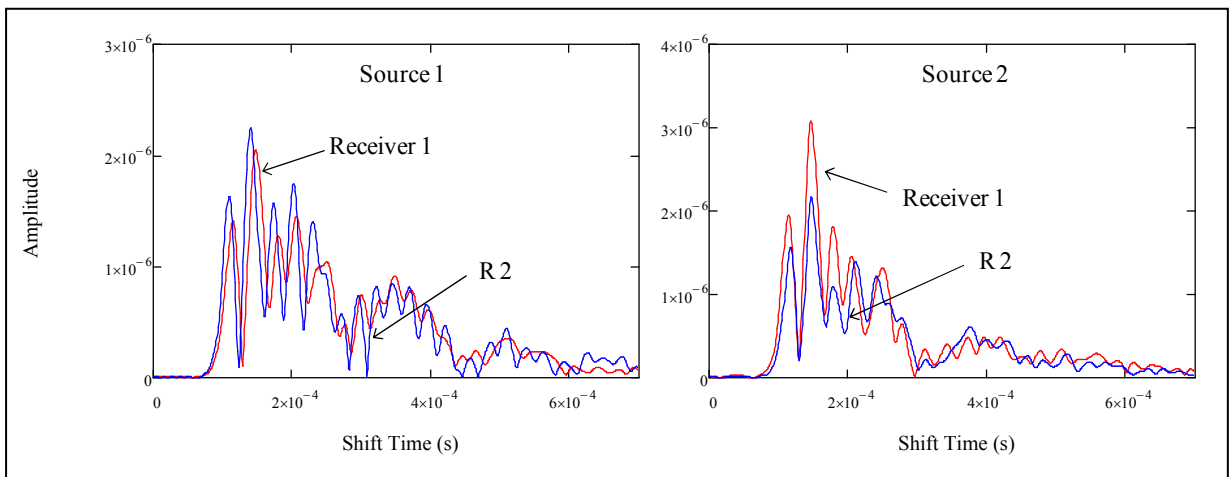 Source 1
Receiver 1
R 2
Amplitude
3×10⁻⁶
2×10⁻⁶
1×10⁻⁶
0
0
2×10⁻⁴
4×10⁻⁴
6×10⁻⁴
Shift Time (s)
Source 2
Receiver 1
R 2
4×10⁻⁶
3×10⁻⁶
2×10⁻⁶
1×10⁻⁶
0
0
2×10⁻⁴
4×10⁻⁴
6×10⁻⁴
Shift Time (s)